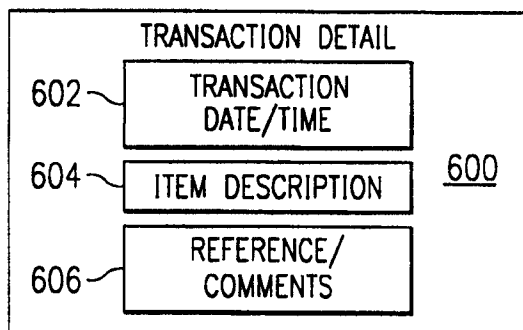 TRANSACTION DETAIL
602
TRANSACTION
DATE/TIME
604
ITEM DESCRIPTION
600
606
REFERENCE/
COMMENTS